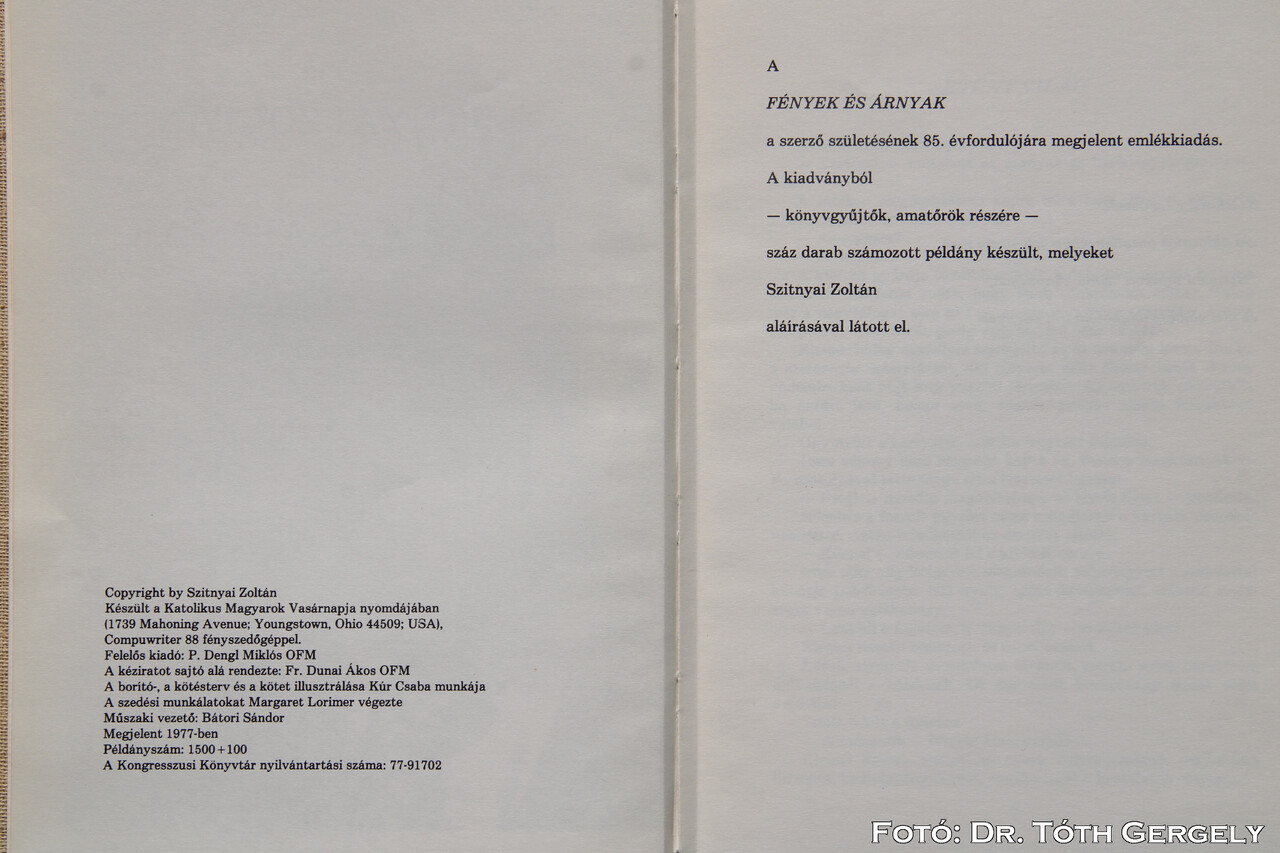 Copyright by Szitnyai Zoltán
Készült a Katolikus Magyarok Vasárnapja nyomdájában
(1739 Mahoning Avenue; Youngstown, Ohio 44509; USA),
Compuwriter 88 fényszedőgéppel.
Felelős kiadó: P. Dengl Miklós OFM
A kéziratot sajtó alá rendezte: Fr. Dunai Ákos OFM
A borító-, a kötésterv és a kötet illusztrálása Kúr Csaba munkája
A szedési munkálatokat Margaret Lorimer végezte
Műszaki vezető: Bátori Sándor
Megjelent 1977-ben
Példányszám: 1500+100
A Kongresszusi Könyvtár nyilvántartási száma: 77-91702
A
FÉNYEK ÉS ÁRNYAK
a szerző születésének 85. évfordulójára megjelent emlékkiadás.
A kiadványból
— könyvgyűjtők, amatőrök részére —
száz darab számozott példány készült, melyeket
Szitnyai Zoltán
aláírásával látott el.
Fotó: Dr. Tóth Gergely